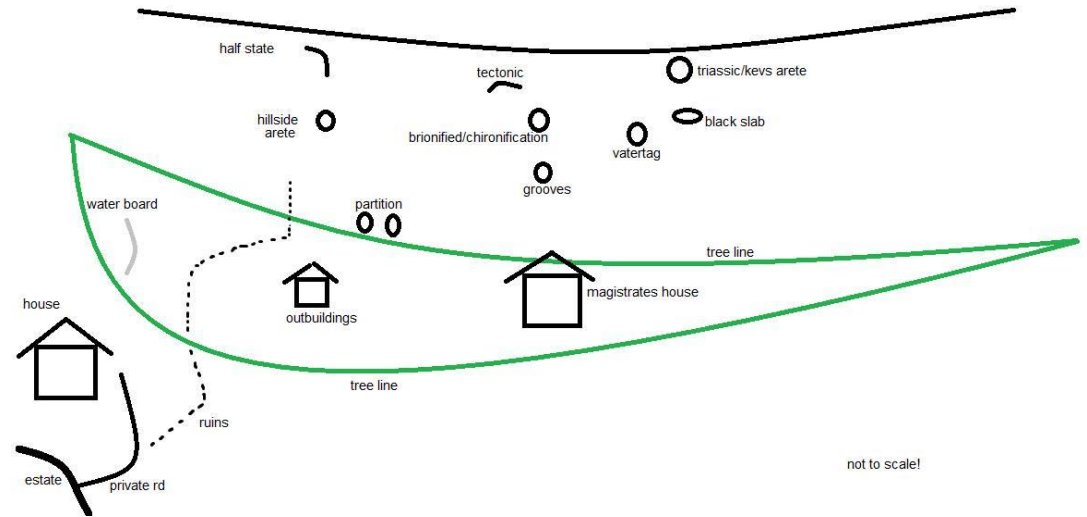 half state
tectonic
triassic/kevs arete
hillside
arete
brionified/chironification
black slab
vatertag
grooves
water board
partition
tree line
magistrates house
house
outbuildings
tree line
ruins
not to scale!
estate
private rd